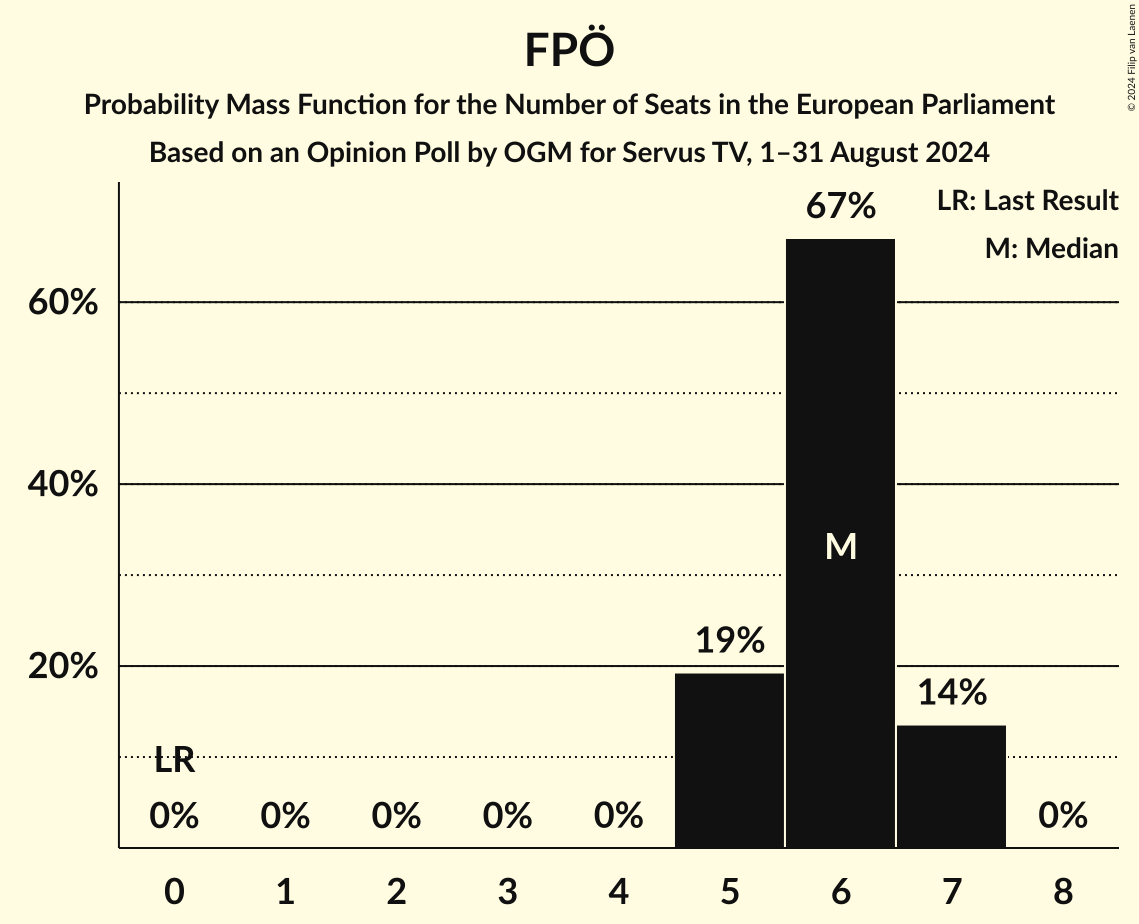 FPÖ
Probability Mass Function for the Number of Seats in the European Parliament
Based on an Opinion Poll by OGM for Servus TV, 1–31 August 2024
© 2024 Filip van Laenen
LR: Last Result
M: Median
67%
60%
40%
M
19%
20%
14%
LR
0% 0% 0% 0% 0% 0%
0 1 2 3 4 5 6 7 8